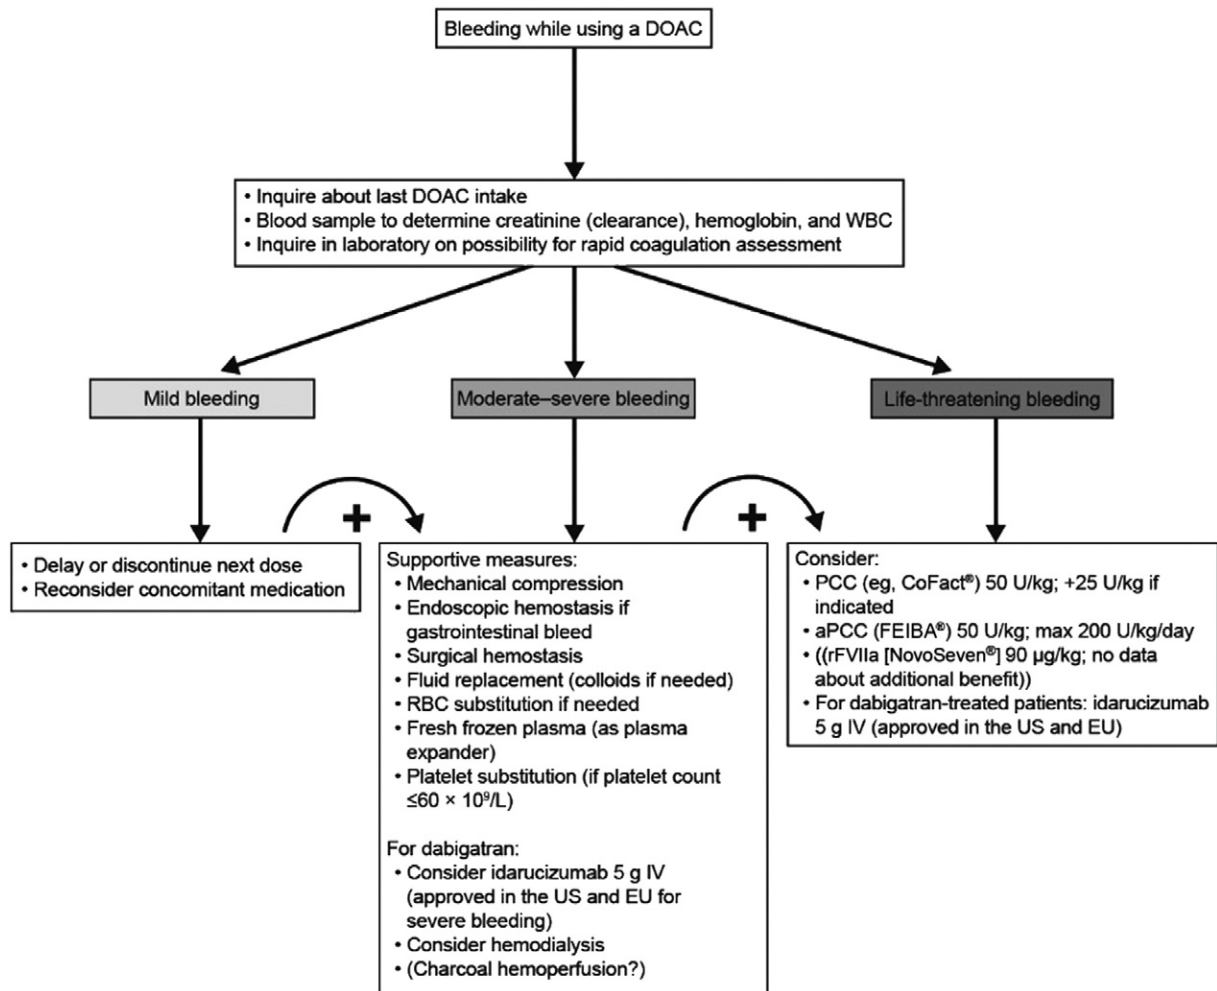 Bleeding while using a DOAC
• Inquire about last DOAC intake
• Blood sample to determine creatinine (clearance), hemoglobin, and WBC
• Inquire in laboratory on possibility for rapid coagulation assessment
Mild bleeding
Moderate–severe bleeding
Life-threatening bleeding
+
+
• Delay or discontinue next dose
• Reconsider concomitant medication
Supportive measures:
• Mechanical compression
• Endoscopic hemostasis if
gastrointestinal bleed
• Surgical hemostasis
• Fluid replacement (colloids if needed)
• RBC substitution if needed
• Fresh frozen plasma (as plasma
expander)
• Platelet substitution (if platelet count
≤60 × 10⁹/L)
For dabigatran:
• Consider idarucizumab 5 g IV
(approved in the US and EU for
severe bleeding)
• Consider hemodialysis
• (Charcoal hemoperfusion?)
Consider:
• PCC (eg, CoFact®) 50 U/kg; +25 U/kg if
indicated
• aPCC (FEIBA®) 50 U/kg; max 200 U/kg/day
• ((rFVIIa [NovoSeven®] 90 µg/kg; no data
about additional benefit))
• For dabigatran-treated patients: idarucizumab
5 g IV (approved in the US and EU)